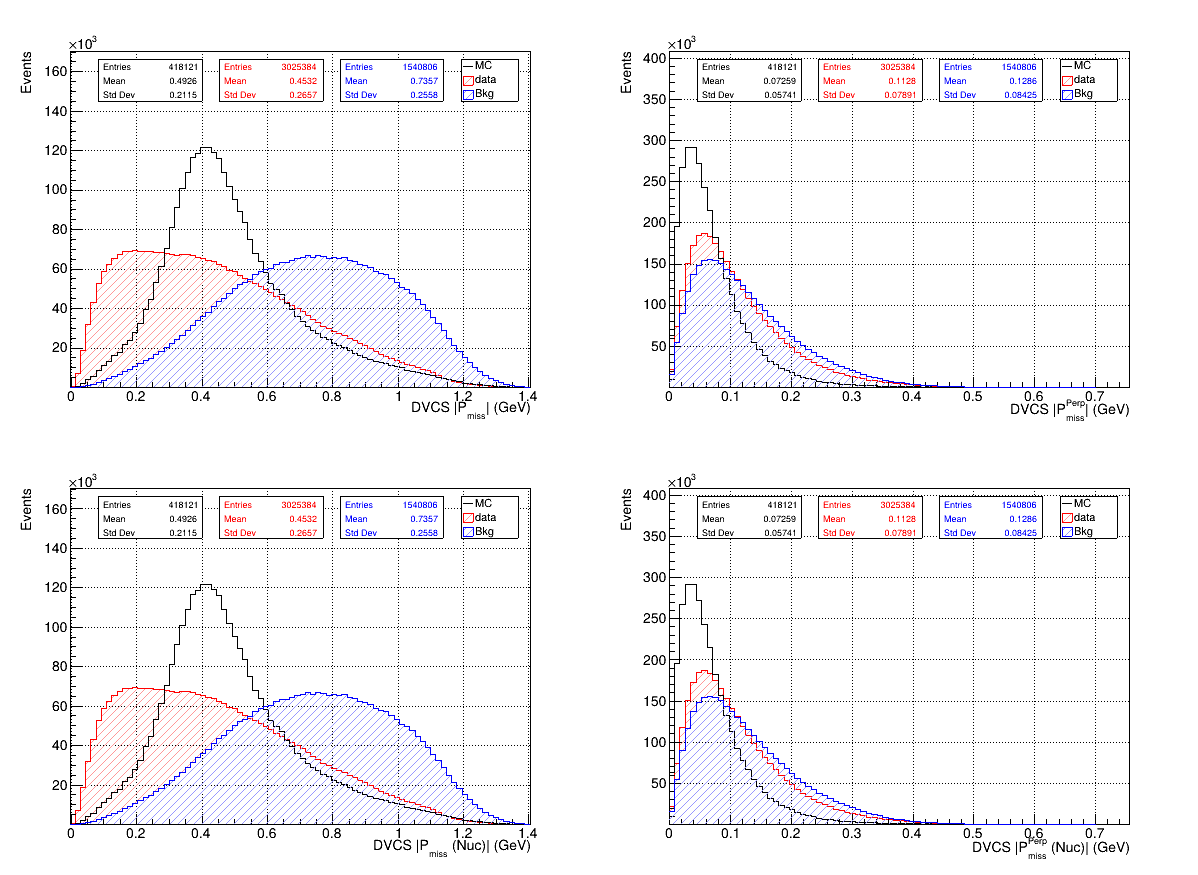 ×10³
Events
Entries 418121
Mean 0.4926
Std Dev 0.2115
Entries 3025384
Mean 0.4532
Std Dev 0.2657
Entries 1540806
Mean 0.7357
Std Dev 0.2558
MC
data
Bkg
160
140
120
100
80
60
40
20
0 0.2 0.4 0.6 0.8 1 1.2 1.4
DVCS |P_miss| (GeV)
×10³
Events
Entries 418121
Mean 0.07259
Std Dev 0.05741
Entries 3025384
Mean 0.1128
Std Dev 0.07891
Entries 1540806
Mean 0.1286
Std Dev 0.08425
MC
data
Bkg
400
350
300
250
200
150
100
50
0 0.1 0.2 0.3 0.4 0.5 0.6 0.7
DVCS |P^Perp_miss| (GeV)
×10³
Events
Entries 418121
Mean 0.4926
Std Dev 0.2115
Entries 3025384
Mean 0.4532
Std Dev 0.2657
Entries 1540806
Mean 0.7357
Std Dev 0.2558
MC
data
Bkg
160
140
120
100
80
60
40
20
0 0.2 0.4 0.6 0.8 1 1.2 1.4
DVCS |P_miss (Nuc)| (GeV)
×10³
Events
Entries 418121
Mean 0.07259
Std Dev 0.05741
Entries 3025384
Mean 0.1128
Std Dev 0.07891
Entries 1540806
Mean 0.1286
Std Dev 0.08425
MC
data
Bkg
400
350
300
250
200
150
100
50
0 0.1 0.2 0.3 0.4 0.5 0.6 0.7
DVCS |P^Perp_miss (Nuc)| (GeV)